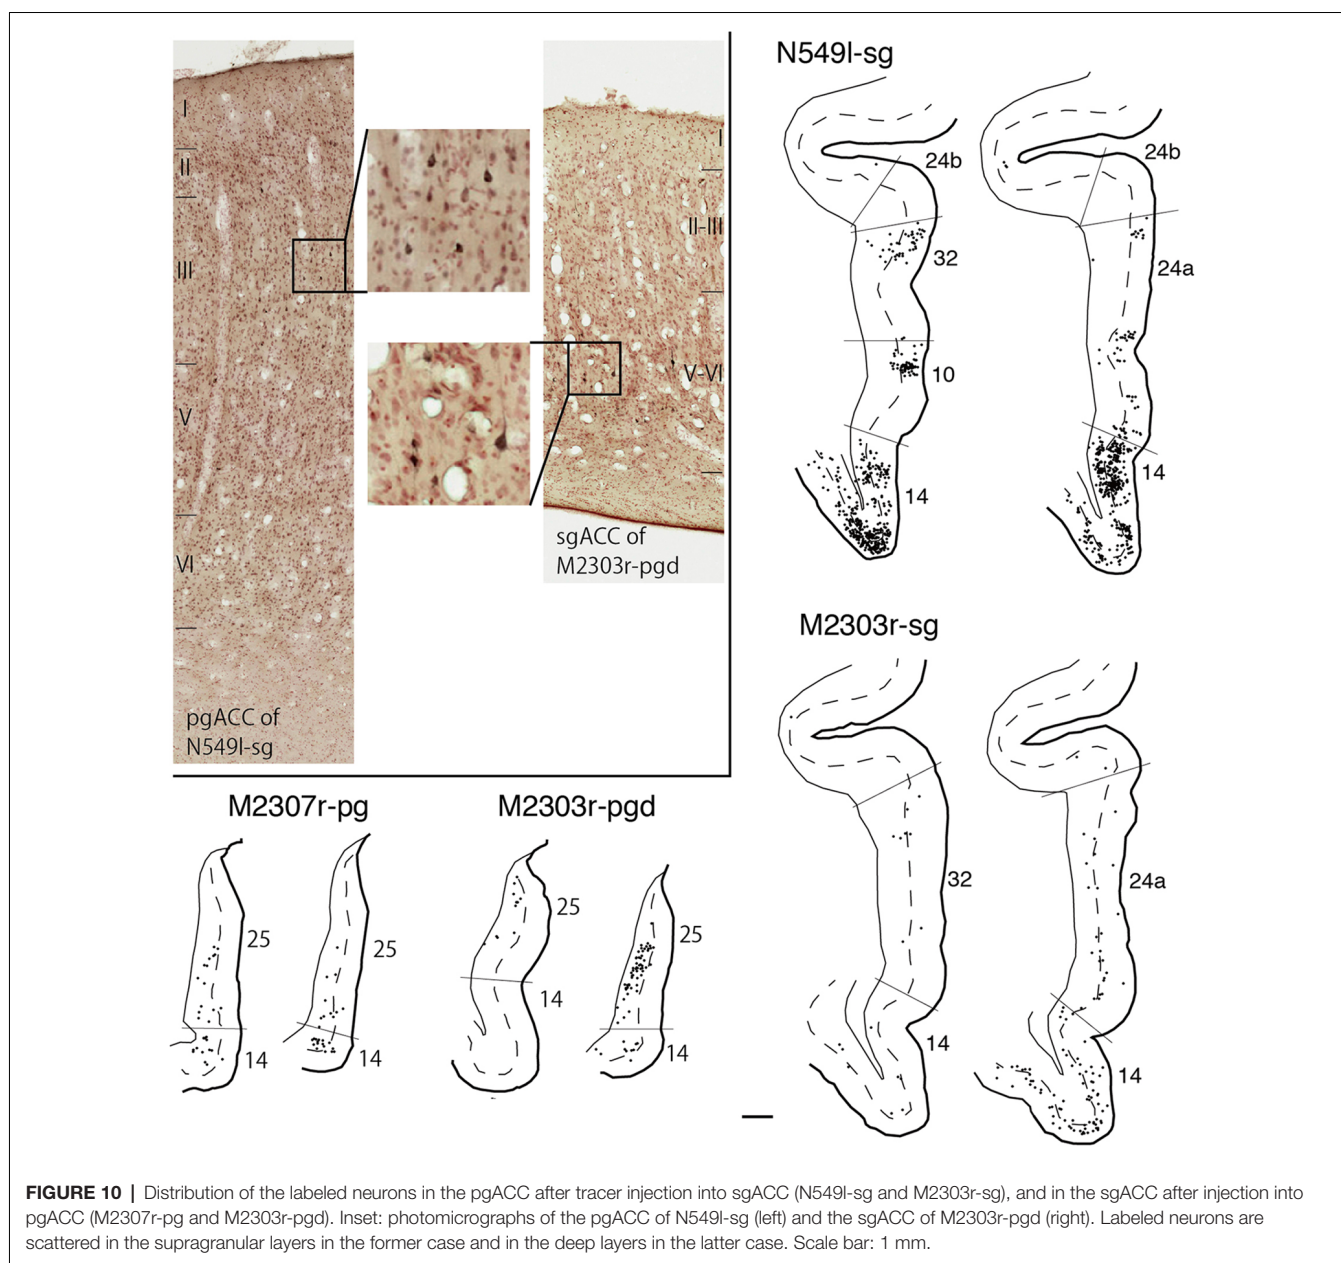 I
II
III
V
VI
pgACC of
N549l-sg
I
II-III
V-VI
sgACC of
M2303r-pgd
N549l-sg
24b
32
10
14
24b
24a
14
M2303r-sg
32
14
24a
14
M2307r-pg
25
14
25
14
M2303r-pgd
25
14
25
14
FIGURE 10 | Distribution of the labeled neurons in the pgACC after tracer injection into sgACC (N549l-sg and M2303r-sg), and in the sgACC after injection into
pgACC (M2307r-pg and M2303r-pgd). Inset: photomicrographs of the pgACC of N549l-sg (left) and the sgACC of M2303r-pgd (right). Labeled neurons are
scattered in the supragranular layers in the former case and in the deep layers in the latter case. Scale bar: 1 mm.